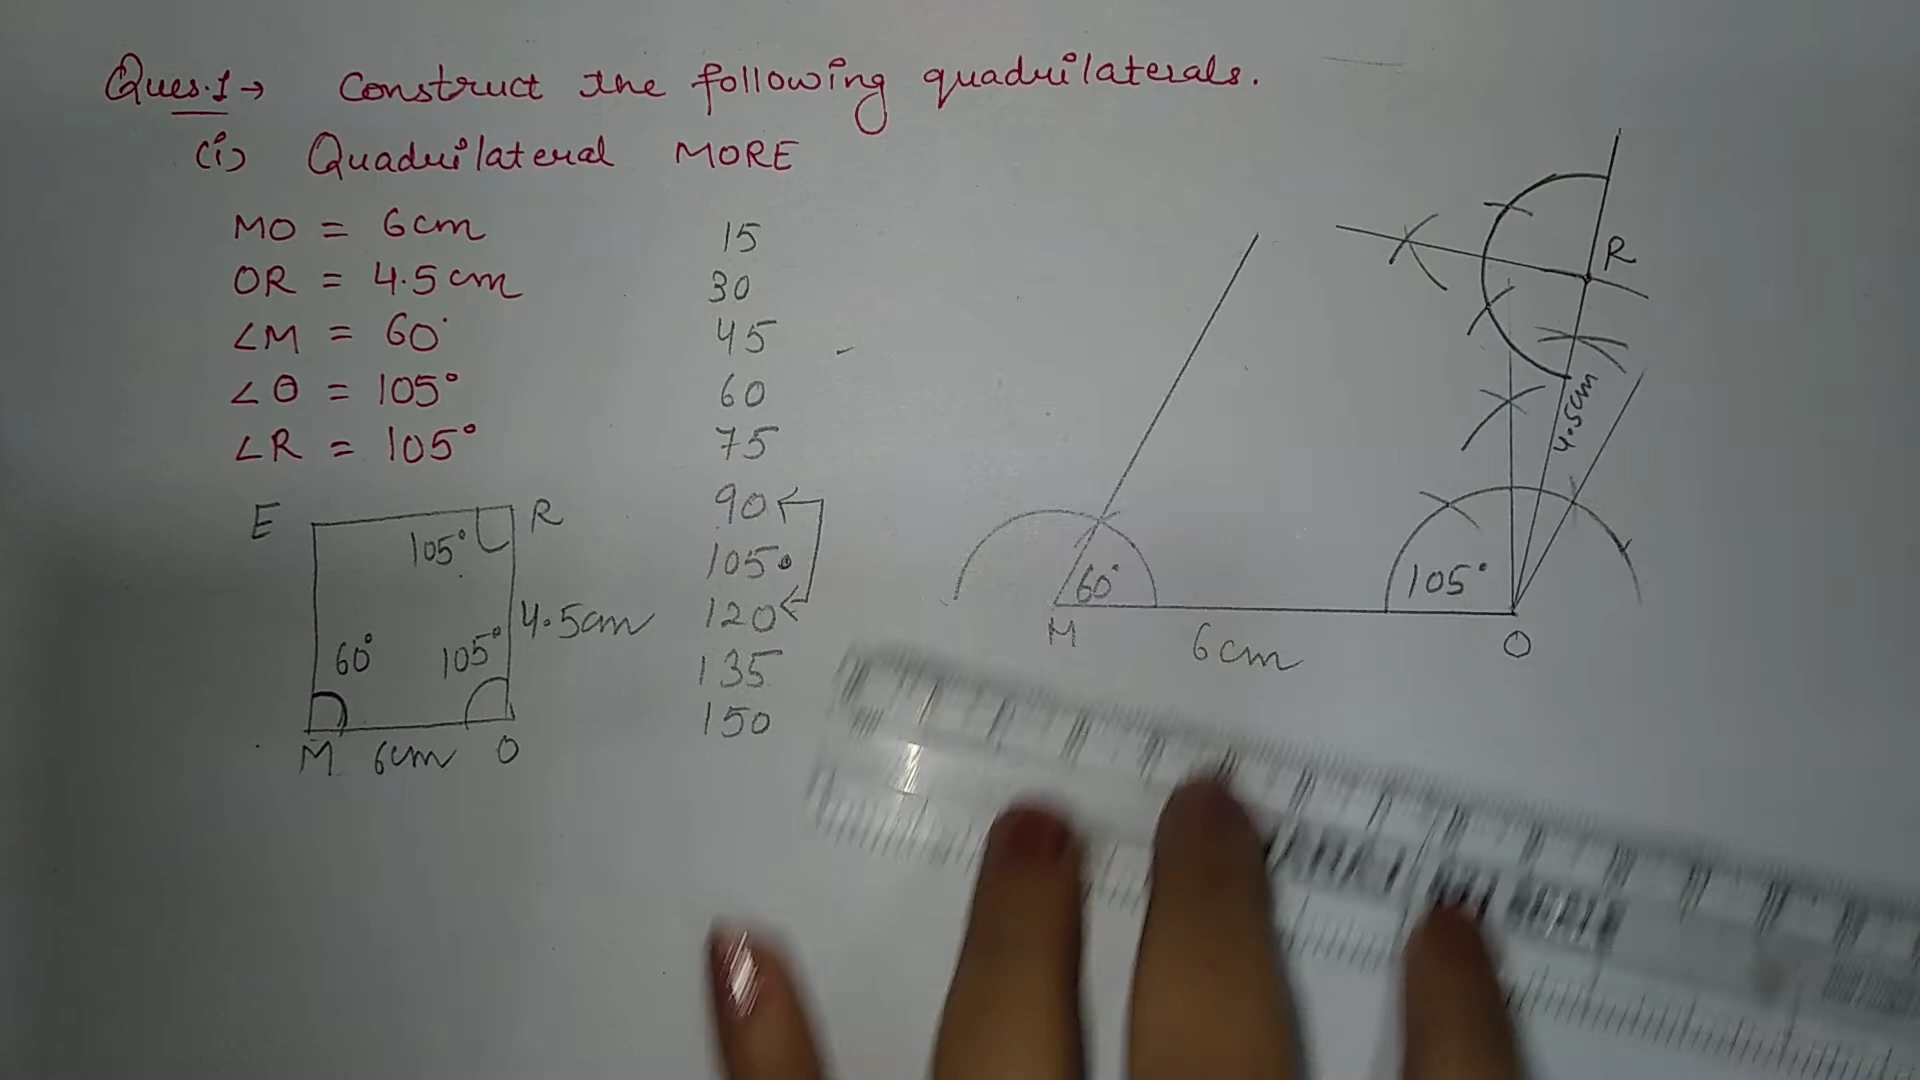 Ques.1→ Construct the following quadrilaterals.
(i) Quadrilateral MORE
MO = 6cm
OR = 4.5cm
∠M = 60°
∠O = 105°
∠R = 105°
15
30
45
60
75
90
105
120
135
150
E R
105°
4.5cm
60° 105°
M 6cm O
R
4.5cm
60° 105°
M 6cm O